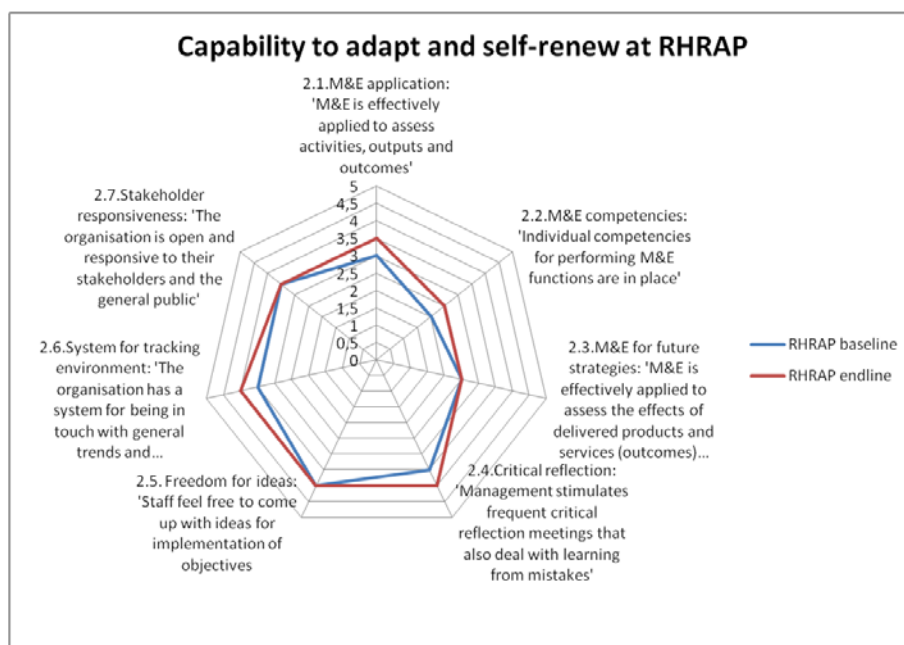 Capability to adapt and self-renew at RHRAP
2.1.M&E application:
'M&E is effectively
applied to assess
activities, outputs and
outcomes'
2.2.M&E competencies:
'Individual competencies
for performing M&E
functions are in place'
2.3.M&E for future
strategies: 'M&E is
effectively applied to
assess the effects of
delivered products and
services (outcomes)...
2.4.Critical reflection:
'Management stimulates
frequent critical
reflection meetings that
also deal with learning
from mistakes'
2.5. Freedom for ideas:
'Staff feel free to come
up with ideas for
implementation of
objectives
2.6.System for tracking
environment: 'The
organisation has a
system for being in
touch with general
trends and...
2.7.Stakeholder
responsiveness: 'The
organisation is open and
responsive to their
stakeholders and the
general public'
5
4,5
4
3,5
3
2,5
2
1,5
1
0,5
0
RHRAP baseline
RHRAP endline